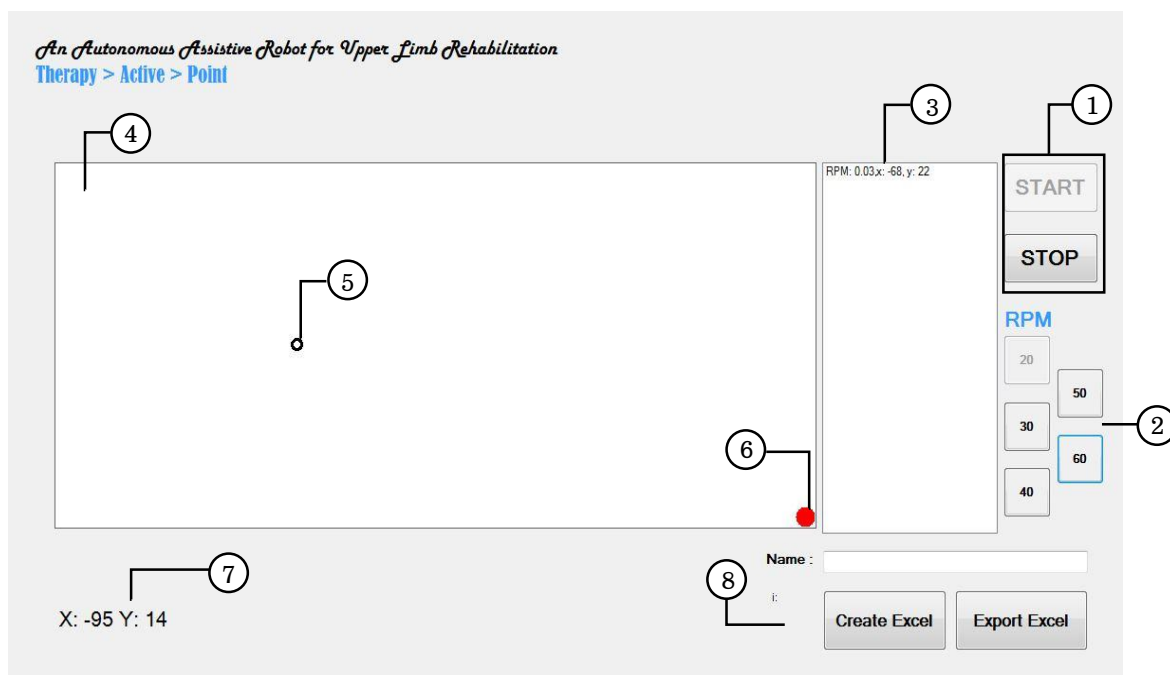 An Autonomous Assistive Robot for Upper Limb Rehabilitation
Therapy > Active > Point
3
1
4
RPM: 0.03,x: -68, y: 22
START
STOP
5
RPM
20
50
30
2
60
40
6
7
Name :
8
i:
X: -95 Y: 14
Create Excel
Export Excel